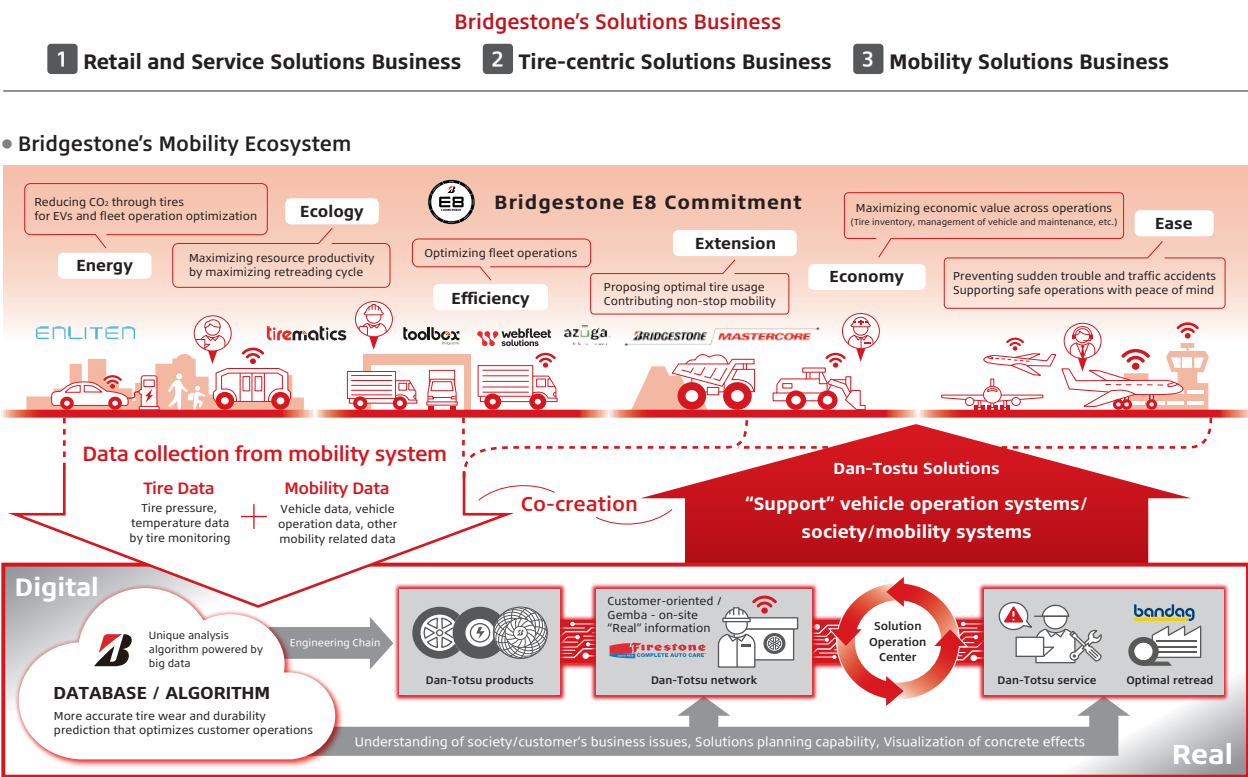 Bridgestone’s Solutions Business
1 Retail and Service Solutions Business 2 Tire-centric Solutions Business 3 Mobility Solutions Business
• Bridgestone’s Mobility Ecosystem
E8
COMMITMENT
Bridgestone E8 Commitment
Reducing CO₂ through tires
for EVs and fleet operation optimization
Energy
Ecology
Maximizing resource productivity
by maximizing retreading cycle
Optimizing fleet operations
Efficiency
Extension
Proposing optimal tire usage
Contributing non-stop mobility
Maximizing economic value across operations
(Tire inventory, management of vehicle and maintenance, etc.)
Economy
Ease
Preventing sudden trouble and traffic accidents
Supporting safe operations with peace of mind
ENLITEN
tirematics
toolbox
webfleet
solutions
azuga
BRIDGESTONE MASTERCORE
Data collection from mobility system
Tire Data
Tire pressure,
temperature data
by tire monitoring
Mobility Data
Vehicle data, vehicle
operation data, other
mobility related data
Co-creation
Dan-Tostu Solutions
“Support” vehicle operation systems/
society/mobility systems
Digital
Unique analysis
algorithm powered by
big data
DATABASE / ALGORITHM
More accurate tire wear and durability
prediction that optimizes customer operations
Engineering Chain
Dan-Totsu products
Customer-oriented /
Gemba - on-site
“Real” information
Firestone
COMPLETE AUTO CARE
Dan-Totsu network
Solution
Operation
Center
Dan-Totsu service
bandag
Optimal retread
Understanding of society/customer’s business issues, Solutions planning capability, Visualization of concrete effects
Real